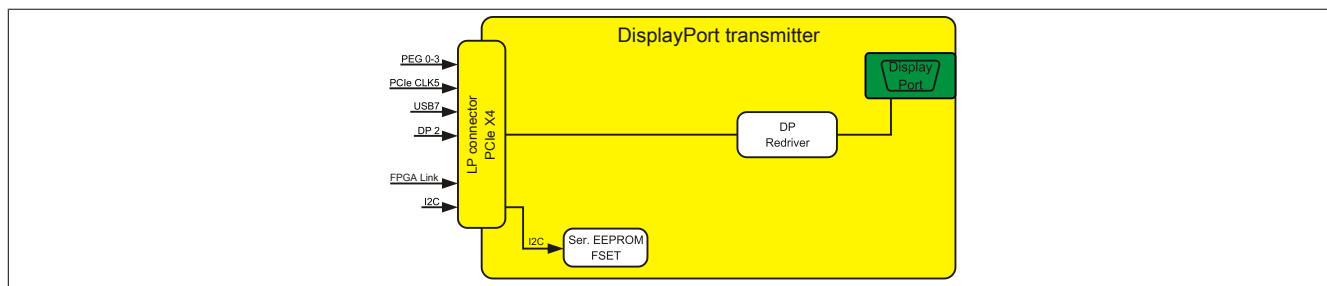 DisplayPort transmitter
PEG 0-3
PCIe CLK5
USB7
DP 2
FPGA Link
I2C
LP connector
PCIe X4
DP
Redriver
Display
Port
I2C
Ser. EEPROM
FSET